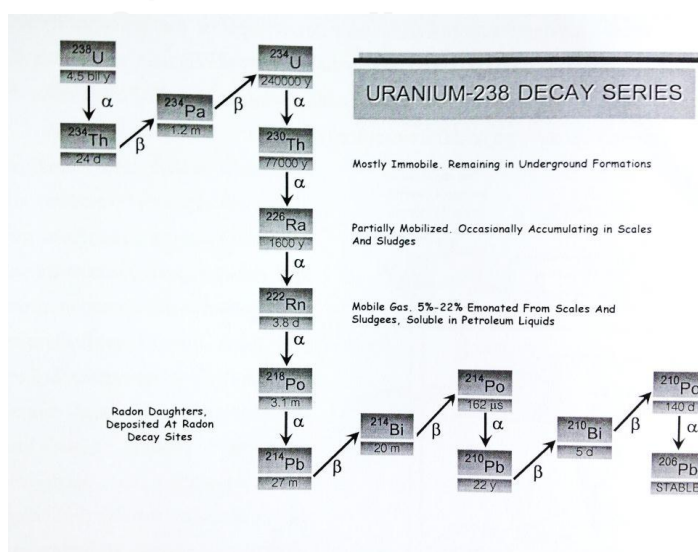 URANIUM-238 DECAY SERIES
238U
4.5 bil y
α
234Th
24 d
β
234Pa
1.2 m
β
234U
240000 y
α
230Th
77000 y
α
226Ra
1600 y
α
222Rn
3.8 d
α
218Po
3.1 m
α
214Pb
27 m
β
214Bi
20 m
β
214Po
162 µs
α
210Pb
22 y
β
210Bi
5 d
β
210Po
140 d
α
206Pb
STABLE
Mostly Immobile. Remaining in Underground Formations
Partially Mobilized. Occasionally Accumulating in Scales
And Sludges
Mobile Gas. 5%-22% Emonated From Scales And
Sludgees, Soluble in Petroleum Liquids
Radon Daughters,
Deposited At Radon
Decay Sites